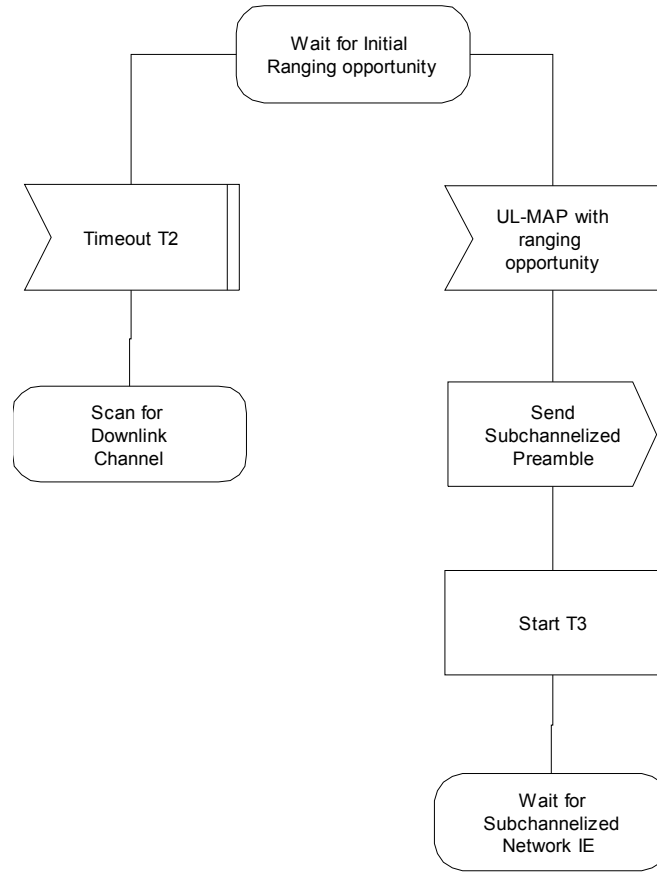 Wait for Initial
Ranging opportunity
Timeout T2
UL-MAP with
ranging
opportunity
Scan for
Downlink
Channel
Send
Subchannelized
Preamble
Start T3
Wait for
Subchannelized
Network IE